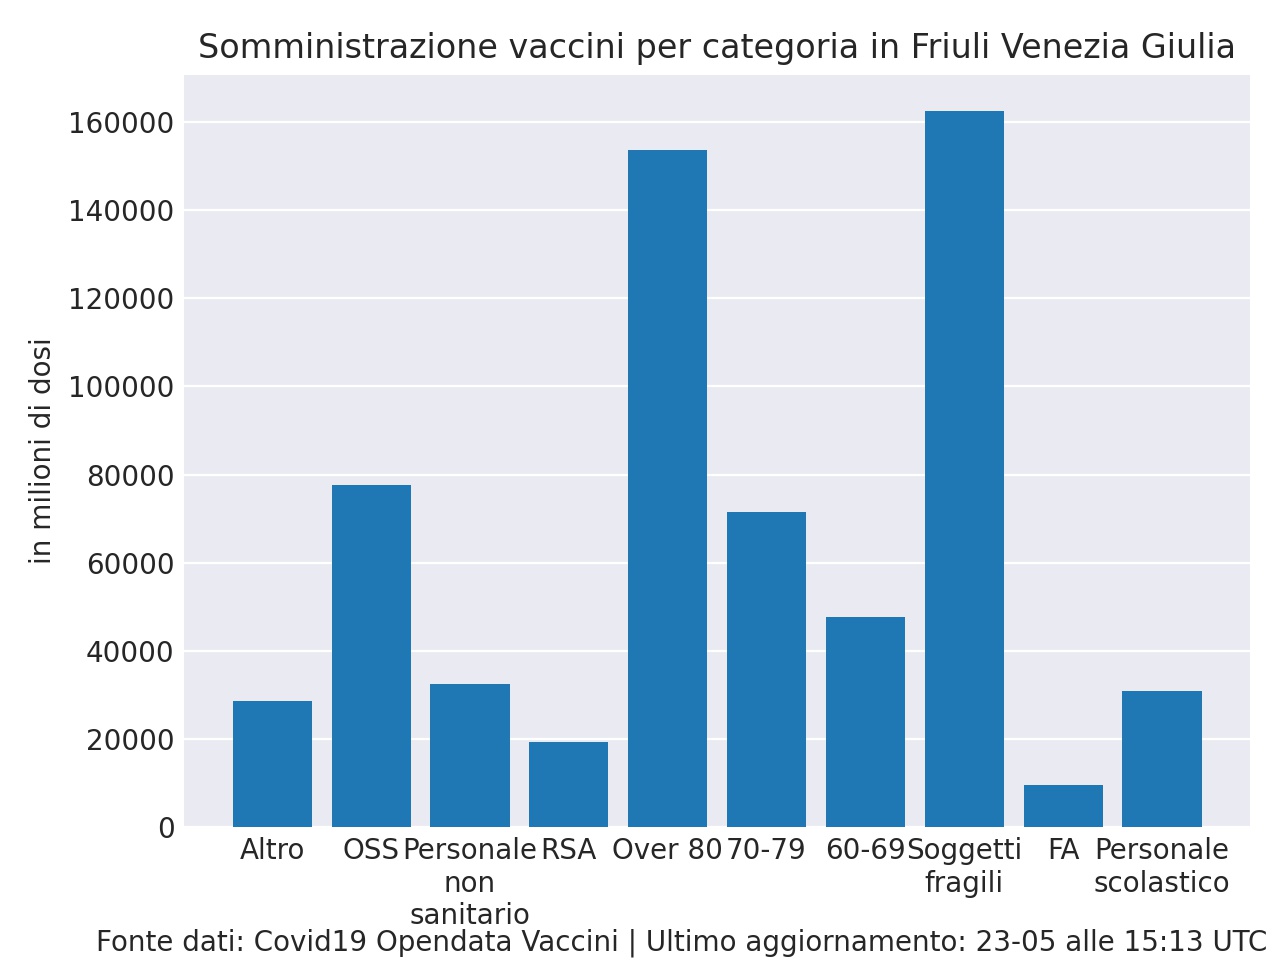 Somministrazione vaccini per categoria in Friuli Venezia Giulia
in milioni di dosi
160000
140000
120000
100000
80000
60000
40000
20000
0
Altro
OSS
Personale
non
sanitario
RSA
Over 80
70-79
60-69
Soggetti
fragili
FA
Personale
scolastico
Fonte dati: Covid19 Opendata Vaccini | Ultimo aggiornamento: 23-05 alle 15:13 UTC